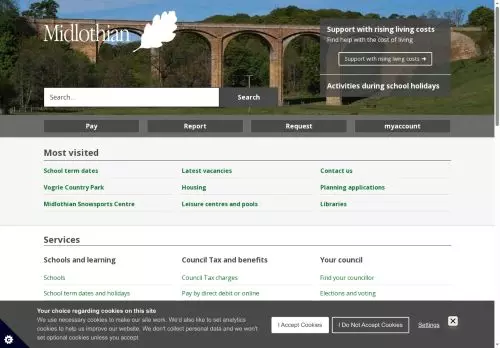 Midlothian
Support with rising living costs
Find help with the cost of living
Support with rising livng costs ➜
Activities during school holidays
Search...
Search
Pay
Report
Request
myaccount
Most visited
School term dates
Latest vacancies
Contact us
Vogrie Country Park
Housing
Planning applications
Midlothian Snowsports Centre
Leisure centres and pools
Libraries
Services
Schools and learning
Council Tax and benefits
Your council
Schools
Council Tax charges
Find your councillor
School term dates and holidays
Pay by direct debit or online
Elections and voting
Your choice regarding cookies on this site
We use necessary cookies to make our site work. We'd also like to set analytics
cookies to help us improve our website. We don't collect personal data and we won't
set optional cookies unless you accept.
I Accept Cookies
I Do Not Accept Cookies
Settings